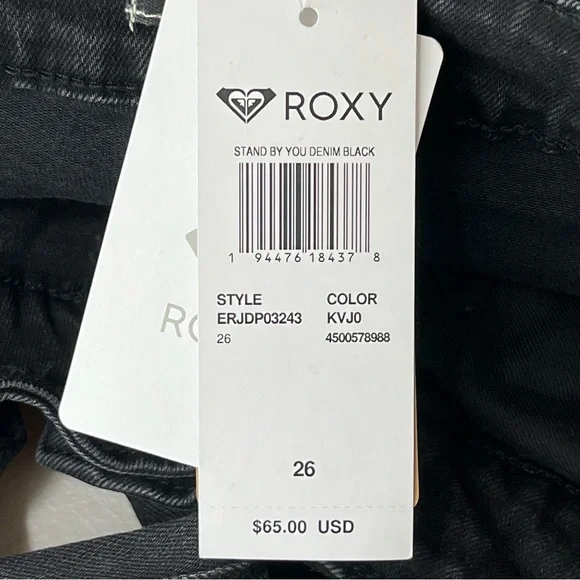 ROXY
STAND BY YOU DENIM BLACK
1 94476 18437 8
STYLE COLOR
ERJDP03243 KVJ0
26 4500578988
RO
26
$65.00 USD